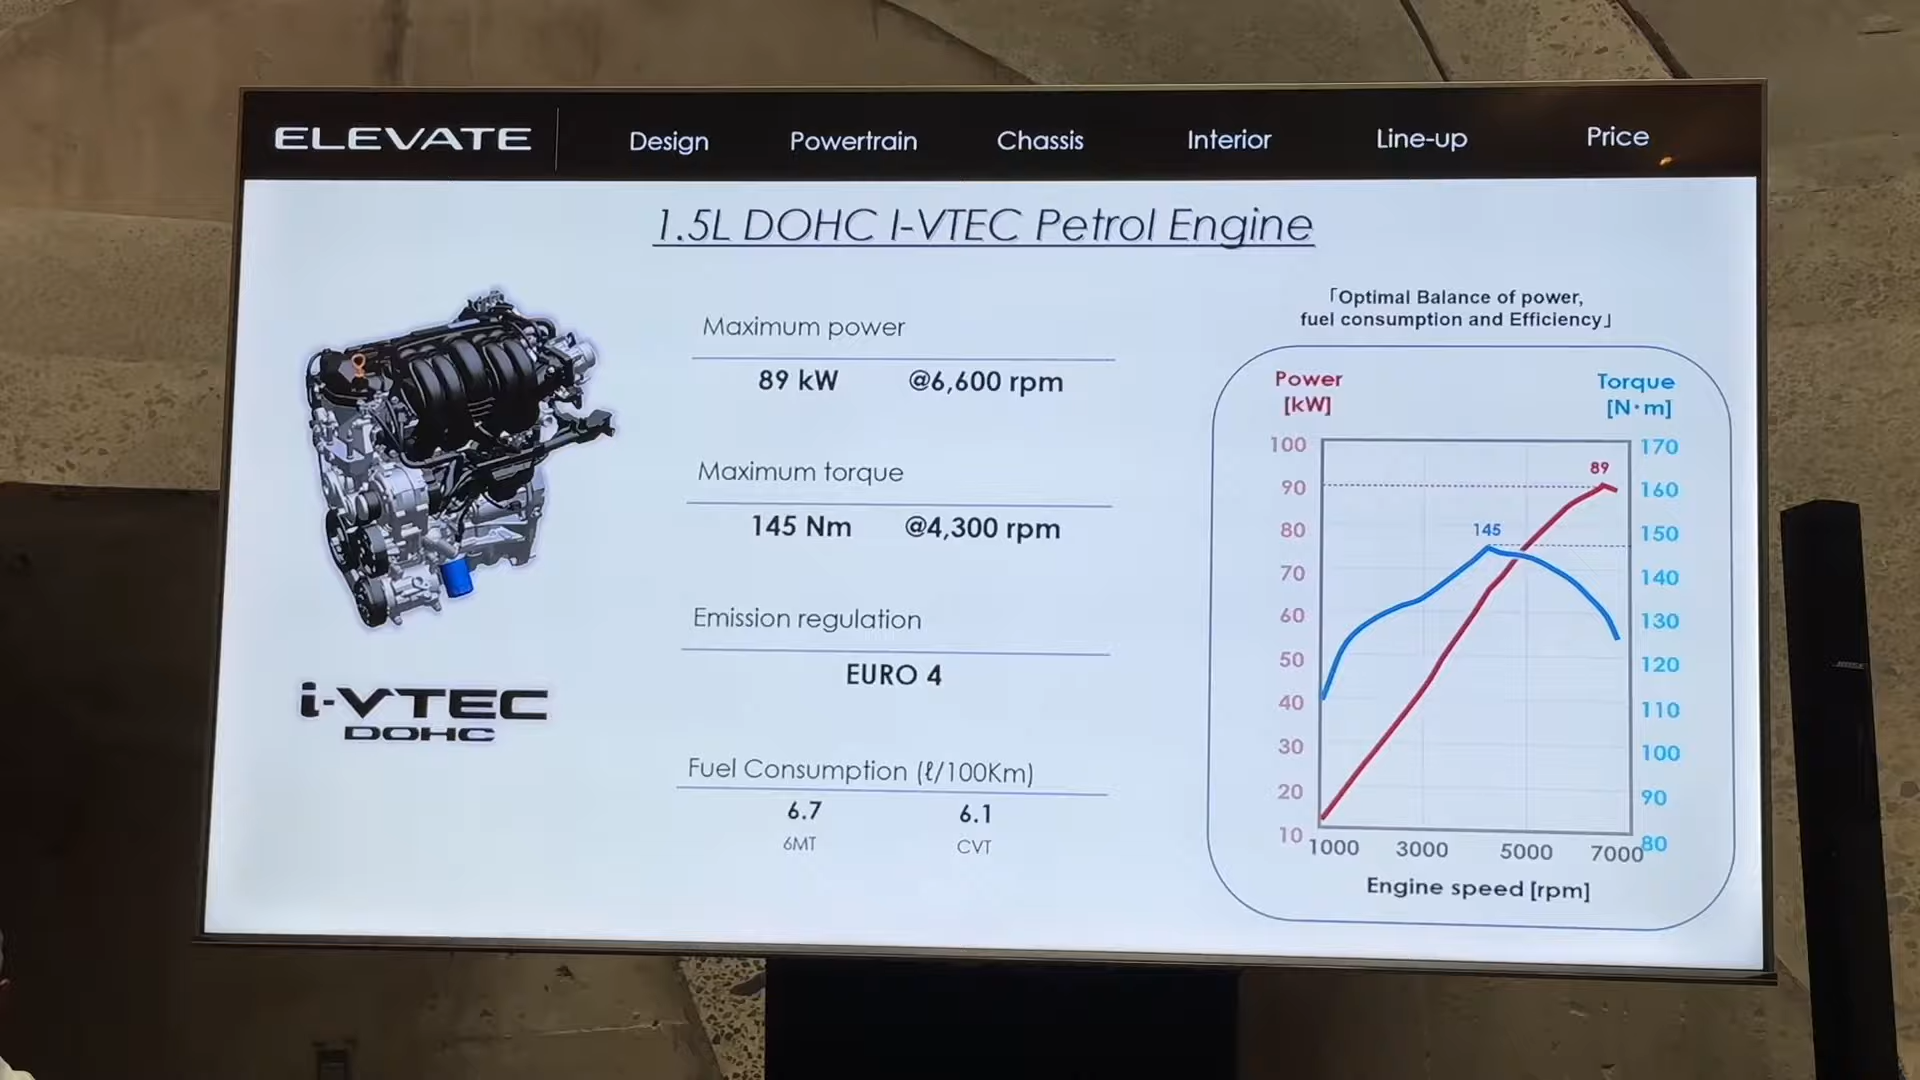 ELEVATE Design Powertrain Chassis Interior Line-up Price
1.5L DOHC I-VTEC Petrol Engine
i-VTEC
DOHC
Maximum power
89 kW @6,600 rpm
Maximum torque
145 Nm @4,300 rpm
Emission regulation
EURO 4
Fuel Consumption (ℓ/100Km)
6.7 6.1
6MT CVT
「Optimal Balance of power,
fuel consumption and Efficiency」
Power Torque
[kW] [N·m]
100 170
89
90 160
80 145 150
70 140
60 130
50 120
40 110
30 100
20 90
10 80
1000 3000 5000 7000
Engine speed [rpm]
BOSE